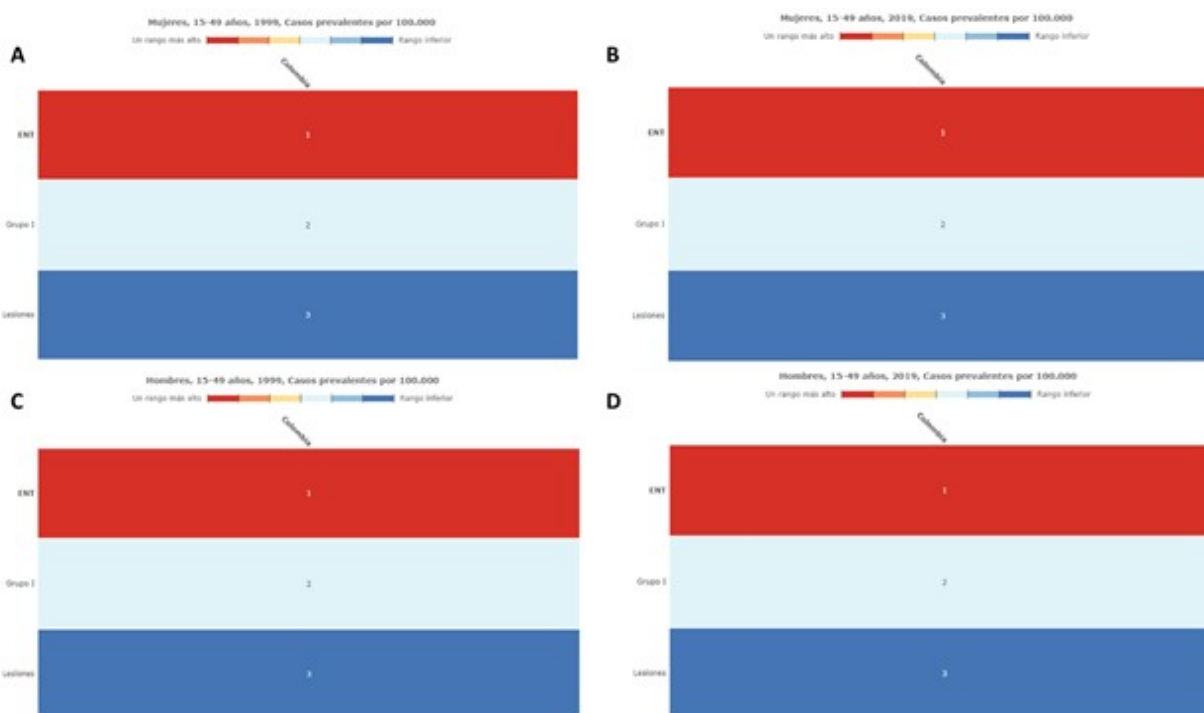 Mujeres, 15-49 años, 1999, Casos prevalentes por 100.000
Un rango más alto Rango inferior
A
Colombia
ENT
1
Grupo I
2
Lesiones
3
Mujeres, 15-49 años, 2019, Casos prevalentes por 100.000
Un rango más alto Rango inferior
B
Colombia
ENT
1
Grupo I
2
Lesiones
3
Hombres, 15-49 años, 1999, Casos prevalentes por 100.000
Un rango más alto Rango inferior
C
Colombia
ENT
1
Grupo I
2
Lesiones
3
Hombres, 15-49 años, 2019, Casos prevalentes por 100.000
Un rango más alto Rango inferior
D
Colombia
ENT
1
Grupo I
2
Lesiones
3